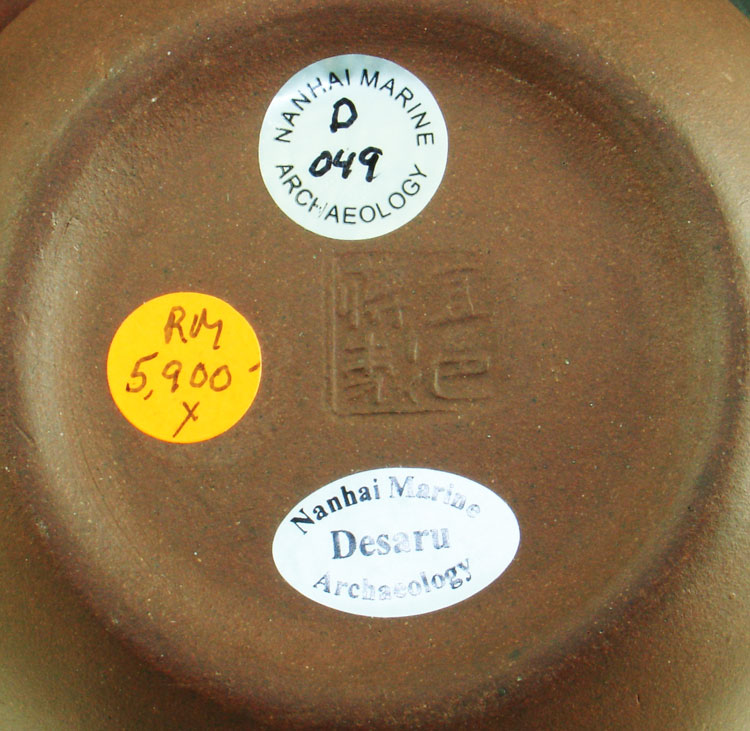 NANHAI MARINE
D
049
ARCHAEOLOGY
RM
5,900-
x
Nanhai Marine
Desaru
Archaeology